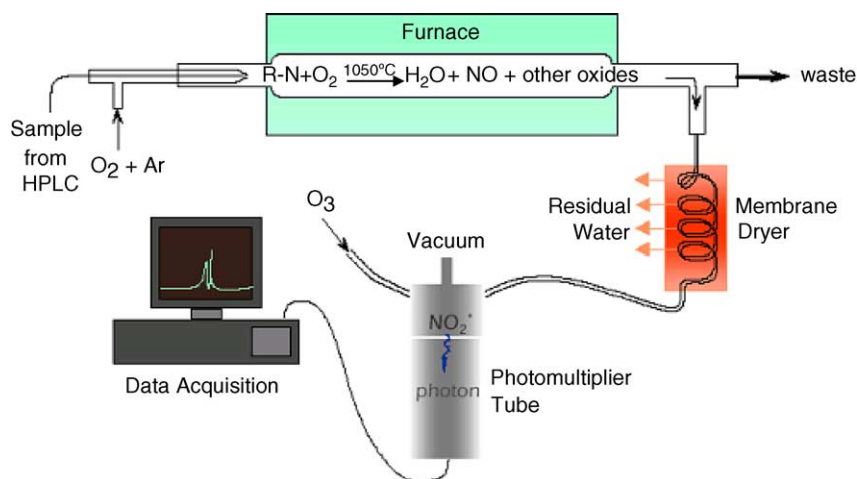 Furnace
R-N+O₂ 1050°C H₂O+ NO + other oxides
waste
Sample
from
HPLC
O₂ + Ar
O₃
Residual
Water
Membrane
Dryer
Vacuum
NO₂*
photon
Photomultiplier
Tube
Data Acquisition